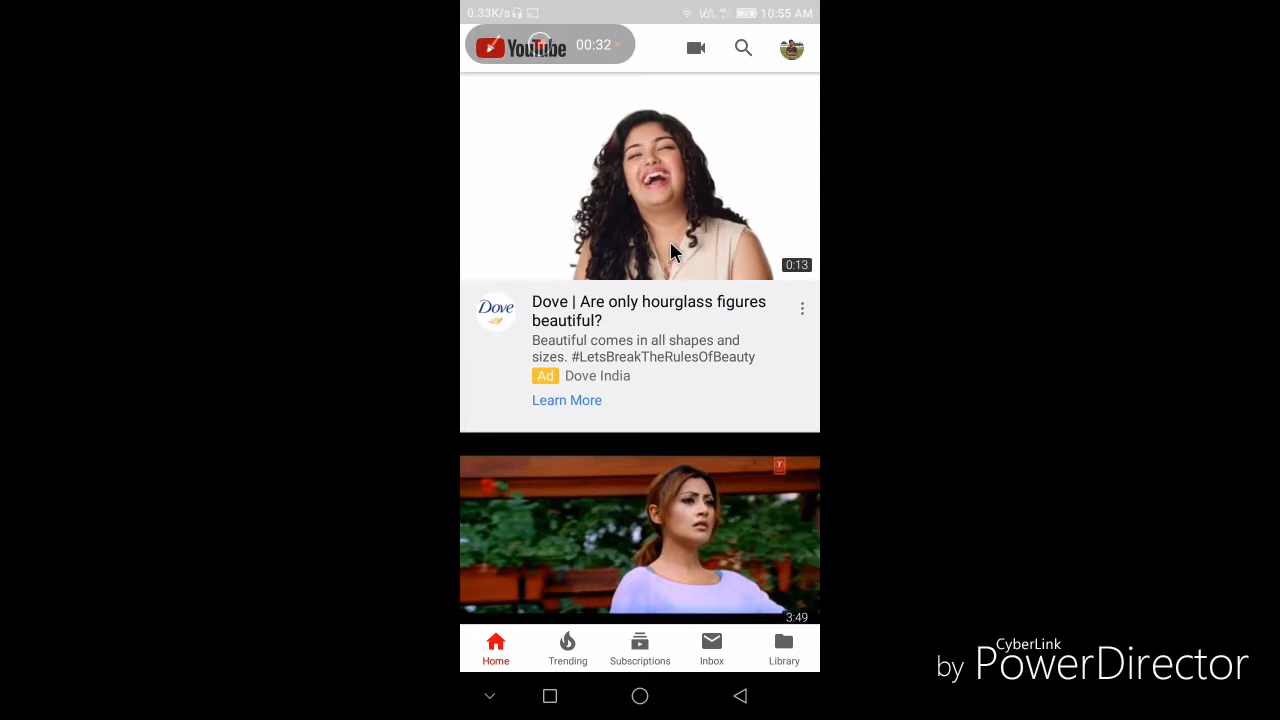 0.33K/s
10:55 AM
YouTube
00:32
0:13
Dove
Dove | Are only hourglass figures
beautiful?
Beautiful comes in all shapes and
sizes. #LetsBreakTheRulesOfBeauty
Ad Dove India
Learn More
3:49
Home Trending Subscriptions Inbox Library
CyberLink
by PowerDirector